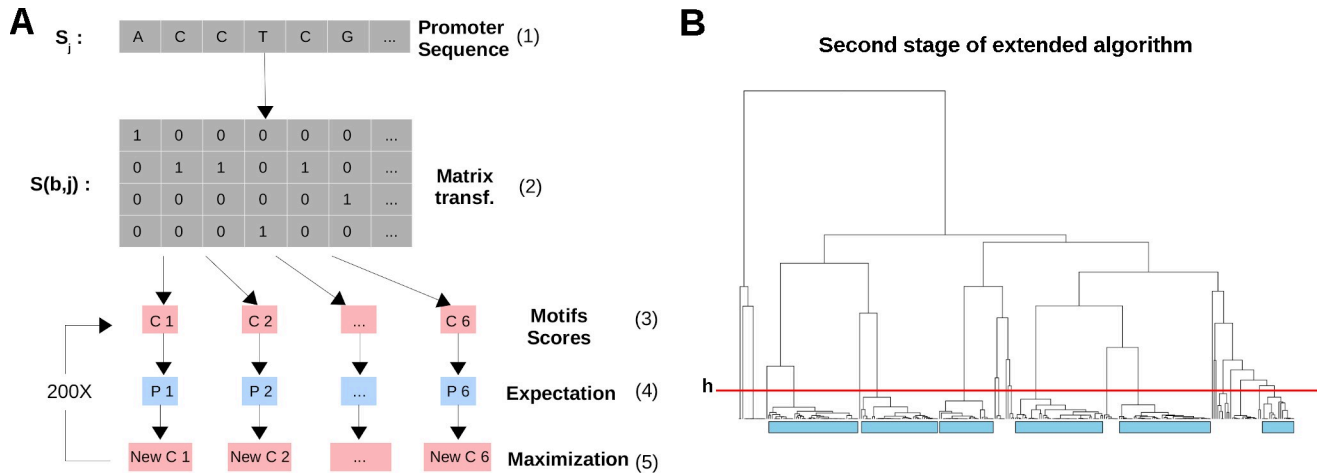 A
S j :
A C C T C G ...
Promoter
Sequence
(1)
S(b,j) :
1 0 0 0 0 0 ...
0 1 1 0 1 0 ...
0 0 0 0 0 1 ...
0 0 0 1 0 0 ...
Matrix
transf.
(2)
C 1 C 2 ... C 6
Motifs
Scores
(3)
200X
P 1 P 2 ... P 6
Expectation
(4)
New C 1 New C 2 ... New C 6
Maximization
(5)
B
Second stage of extended algorithm
h